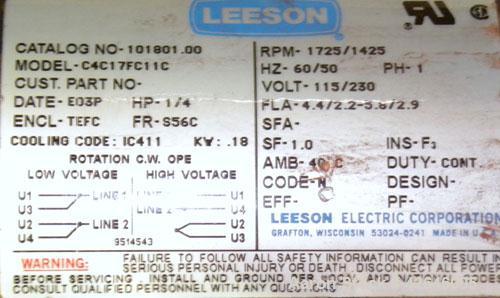 LEESON
CATALOG NO-101801.00
MODEL-C4C17FC11C
CUST. PART NO-
DATE- E03P HP-1/4
ENCL-TEFC FR-S56C
COOLING CODE: IC411 KW: .18
ROTATION C.W. OPE
LOW VOLTAGE HIGH VOLTAGE
U1 LINE 1 U1 LINE
U3
U2 LINE 2 U2
U4 U4 U3
9514543
RPM-1725/1425
HZ-60/50 PH-1
VOLT-115/230
FLA-4.4/2.2-3.8/2.9
SFA-
SF-1.0 INS-F3
AMB-40 C DUTY-CONT.
CODE-N DESIGN-
EFF- PF-
LEESON ELECTRIC CORPORATION
GRAFTON, WISCONSIN 53024-0241 MADE IN
WARNING: FAILURE TO FOLLOW ALL SAFETY INFORMATION CAN RESULT IN
SERIOUS PERSONAL INJURY OR DEATH. DISCONNECT ALL POWER
BEFORE SERVICING. INSTALL AND GROUND PER LOCAL AND NATIONAL CODES
CONSULT QUALIFIED PERSONNEL WITH ANY QUESTIONS